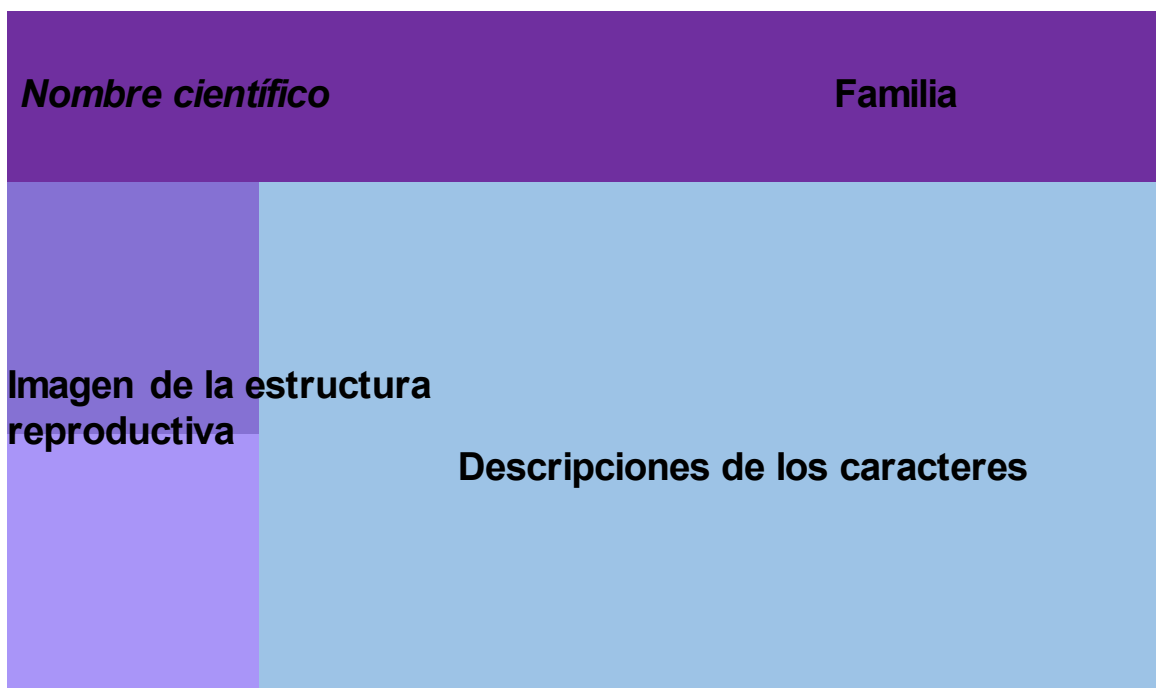 Nombre científico
Familia
Imagen de la estructura
reproductiva
Descripciones de los caracteres